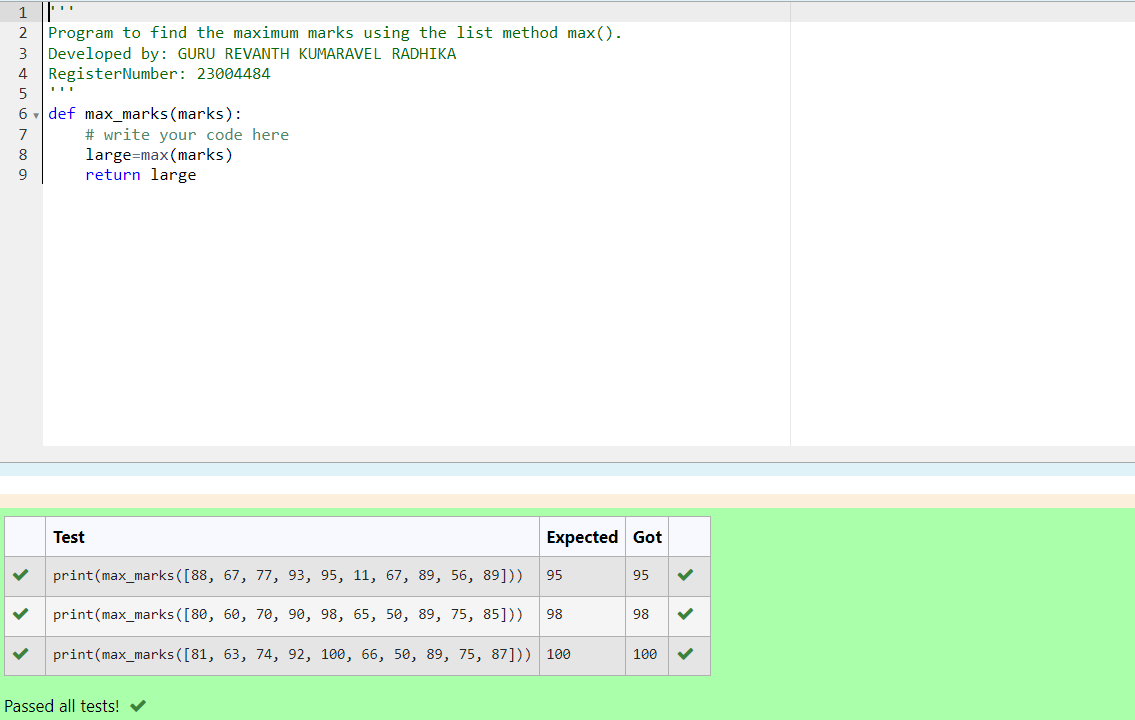 1 '''
2 Program to find the maximum marks using the list method max().
3 Developed by: GURU REVANTH KUMARAVEL RADHIKA
4 RegisterNumber: 23004484
5 '''
6 def max_marks(marks):
7     # write your code here
8     large=max(marks)
9     return large
Test Expected Got
print(max_marks([88, 67, 77, 93, 95, 11, 67, 89, 56, 89])) 95 95
print(max_marks([80, 60, 70, 90, 98, 65, 50, 89, 75, 85])) 98 98
print(max_marks([81, 63, 74, 92, 100, 66, 50, 89, 75, 87])) 100 100
Passed all tests!